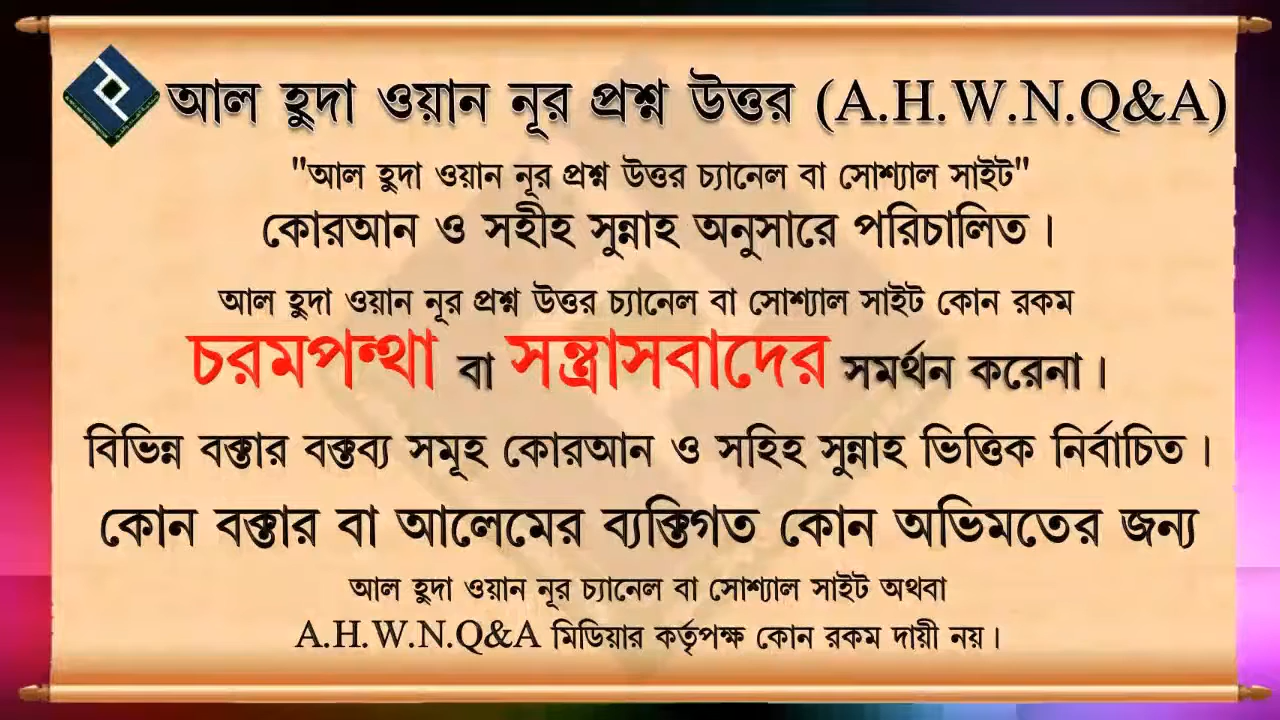 আল হুদা ওয়ান নূর প্রশ্ন উত্তর (A.H.W.N.Q&A)
"আল হুদা ওয়ান নূর প্রশ্ন উত্তর চ্যানেল বা সোশ্যাল সাইট"
কোরআন ও সহীহ সুন্নাহ অনুসারে পরিচালিত।
আল হুদা ওয়ান নূর প্রশ্ন উত্তর চ্যানেল বা সোশ্যাল সাইট কোন রকম
চরমপন্থা বা সন্ত্রাসবাদের সমর্থন করেনা।
বিভিন্ন বক্তার বক্তব্য সমূহ কোরআন ও সহিহ সুন্নাহ ভিত্তিক নির্বাচিত।
কোন বক্তার বা আলেমের ব্যক্তিগত কোন অভিমতের জন্য
আল হুদা ওয়ান নূর চ্যানেল বা সোশ্যাল সাইট অথবা
A.H.W.N.Q&A মিডিয়ার কর্তৃপক্ষ কোন রকম দায়ী নয়।